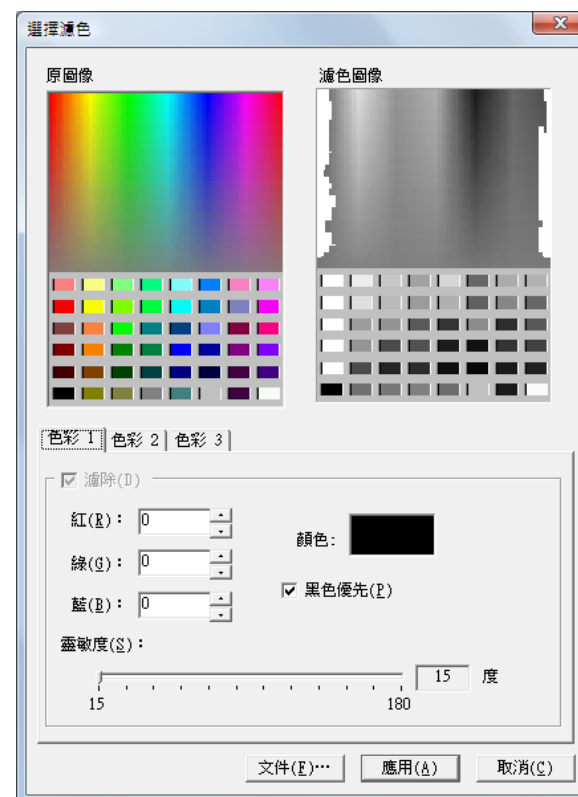 選擇濾色
原圖像
濾色圖像
色彩 1 色彩 2 色彩 3
濾除(D)
紅(R): 0
綠(G): 0
藍(B): 0
顏色:
黑色優先(P)
靈敏度(S):
15 度
15 180
文件(F)… 應用(A) 取消(C)